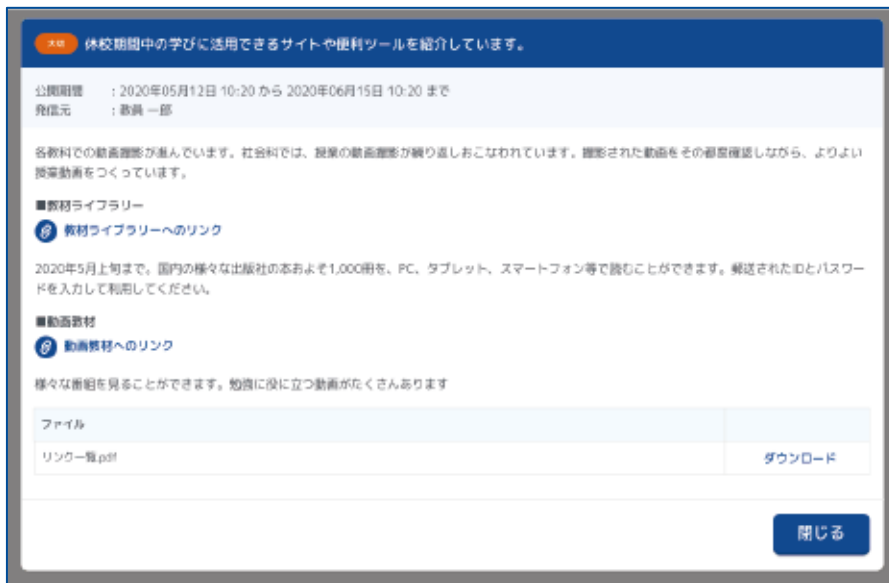 大切 休校期間中の学びに活用できるサイトや便利ツールを紹介しています。
公開期間 : 2020年05月12日 10:20 から 2020年06月15日 10:20 まで
発信元 : 教員 一郎
各教科での動画撮影が進んでいます。社会科では、授業の動画撮影が繰り返しおこなわれています。撮影された動画をその都度確認しながら、よりよい
授業動画をつくっています。
■教材ライブラリー
教材ライブラリーへのリンク
2020年5月上旬まで。国内の様々な出版社の本およそ1,000冊を、PC、タブレット、スマートフォン等で読むことができます。郵送されたIDとパスワー
ドを入力して利用してください。
■動画教材
動画教材へのリンク
様々な番組を見ることができます。勉強に役に立つ動画がたくさんあります
ファイル
リンク一覧.pdf ダウンロード
閉じる